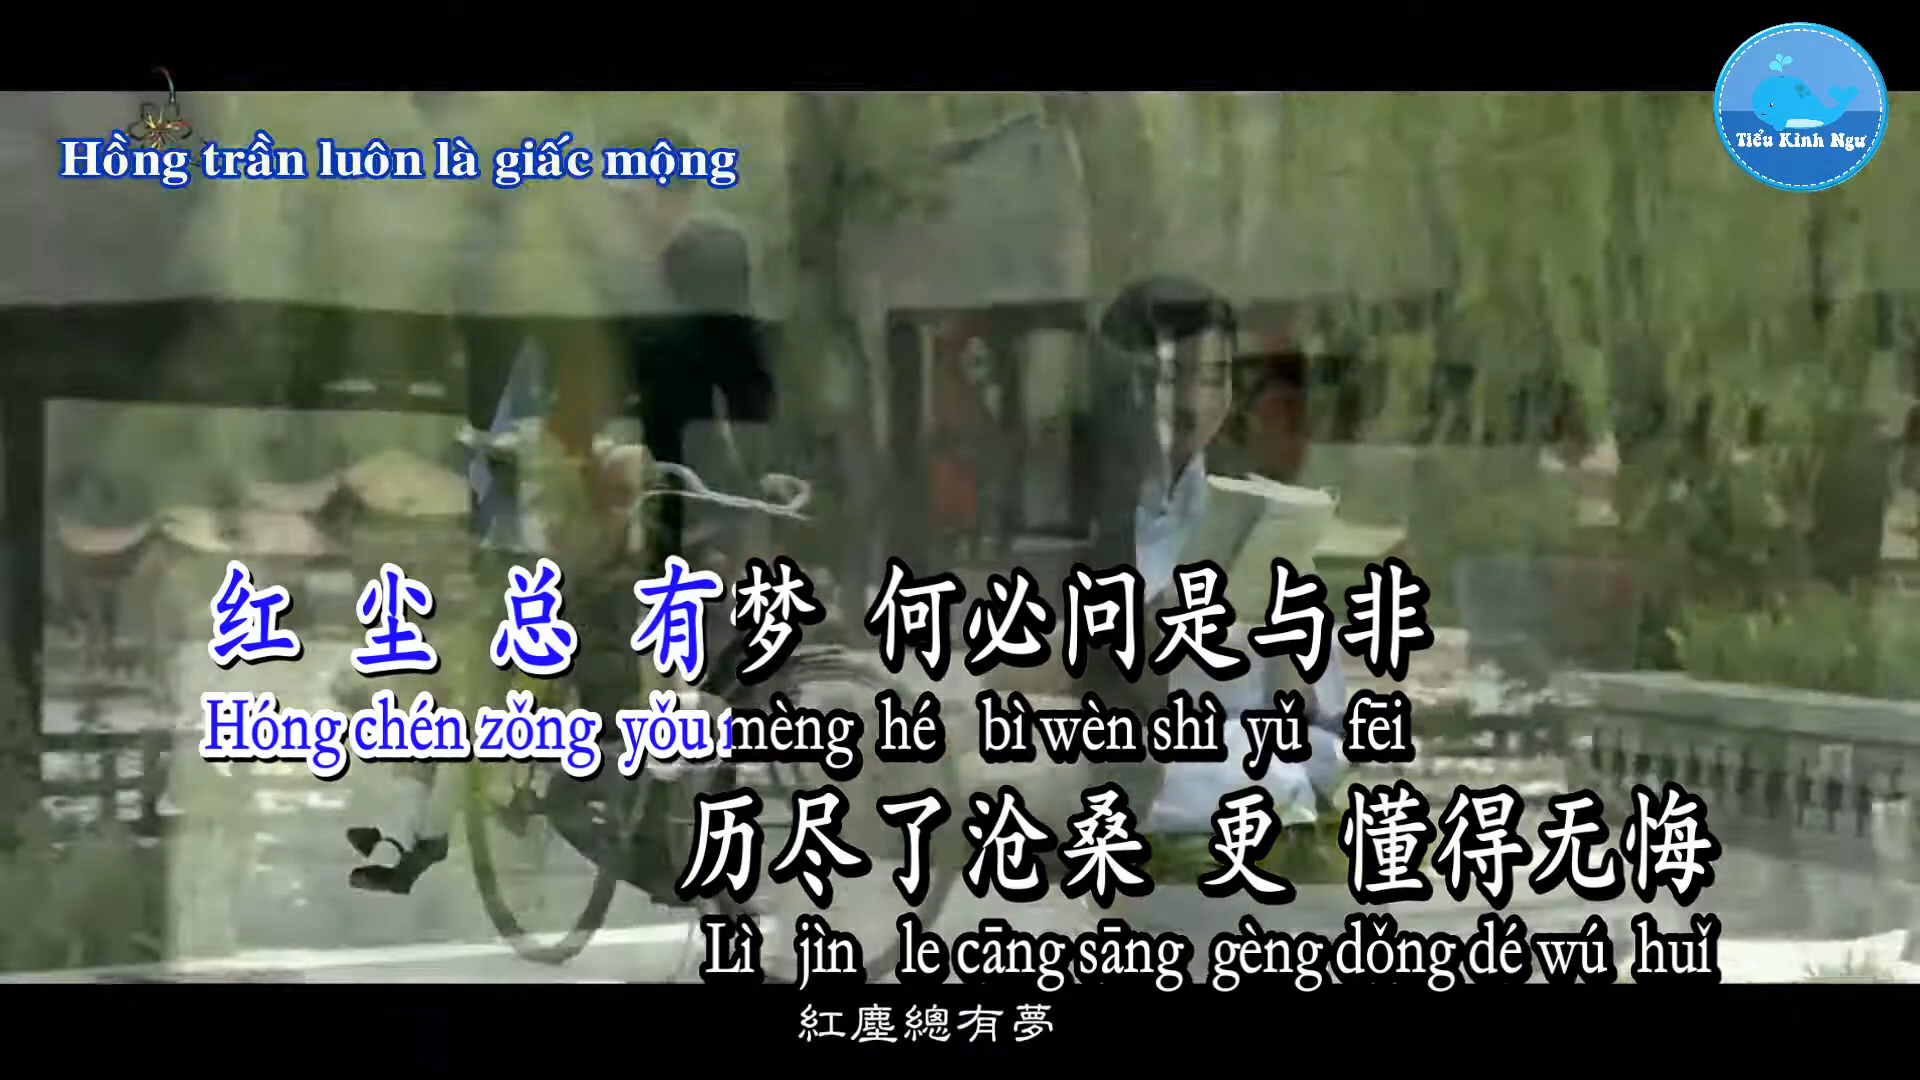 Tiểu Kình Ngư
Hồng trần luôn là giấc mộng
红尘总有梦 何必问是与非
Hóng chén zǒng yǒu mèng hé bì wèn shì yǔ fēi
历尽了沧桑 更 懂得无悔
Lì jìn le cāng sāng gèng dǒng dé wú huǐ
紅塵總有夢